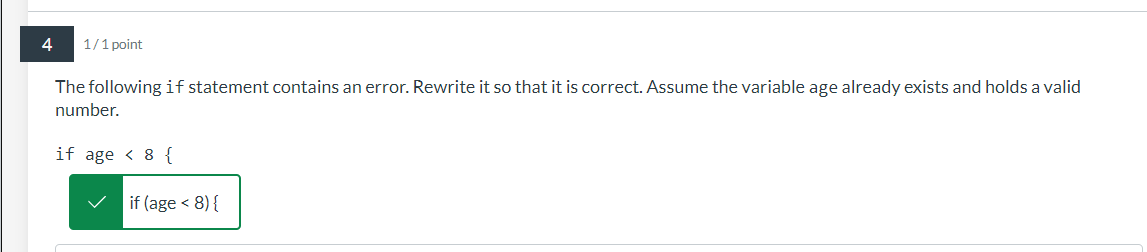 4
1 / 1 point
The following if statement contains an error. Rewrite it so that it is correct. Assume the variable age already exists and holds a valid
number.
if age < 8 {
if (age < 8) {